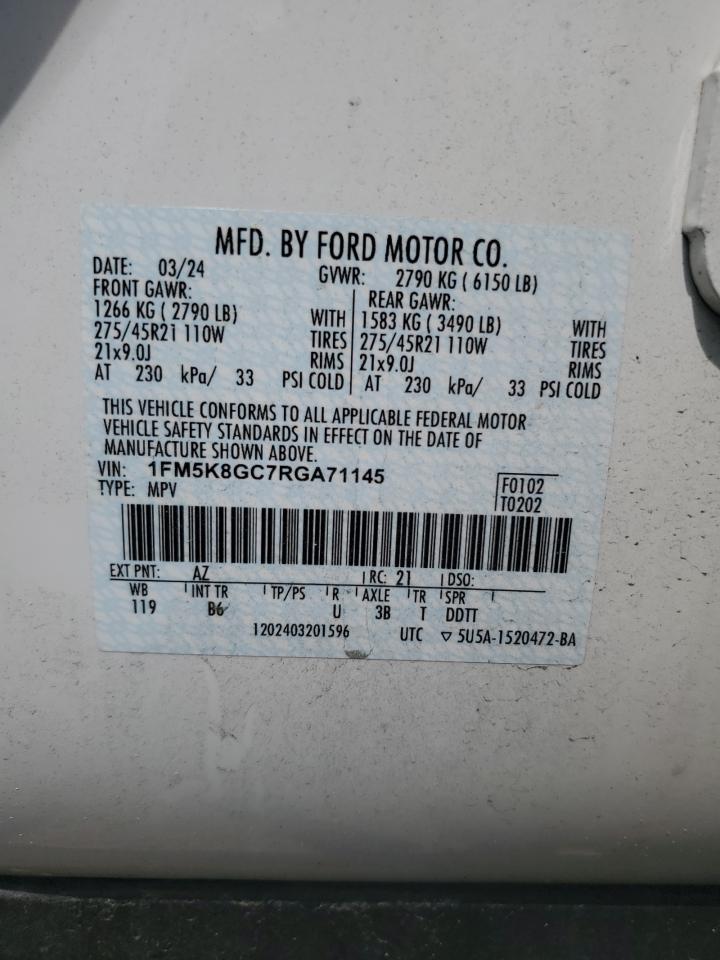 MFD. BY FORD MOTOR CO.
DATE: 03/24 GVWR: 2790 KG ( 6150 LB)
FRONT GAWR: REAR GAWR:
1266 KG ( 2790 LB) WITH 1583 KG ( 3490 LB) WITH
275/45R21 110W TIRES 275/45R21 110W TIRES
21x9.0J RIMS 21x9.0J RIMS
AT 230 kPa/ 33 PSI COLD AT 230 kPa/ 33 PSI COLD
THIS VEHICLE CONFORMS TO ALL APPLICABLE FEDERAL MOTOR
VEHICLE SAFETY STANDARDS IN EFFECT ON THE DATE OF
MANUFACTURE SHOWN ABOVE.
VIN: 1FM5K8GC7RGA71145
TYPE: MPV
F0102
T0202
EXT PNT: AZ RC: 21 DSO:
WB INT TR TP/PS R AXLE TR SPR
119 B6 U 3B T DDTT
1202403201596 UTC ▽ 5U5A-1520472-BA